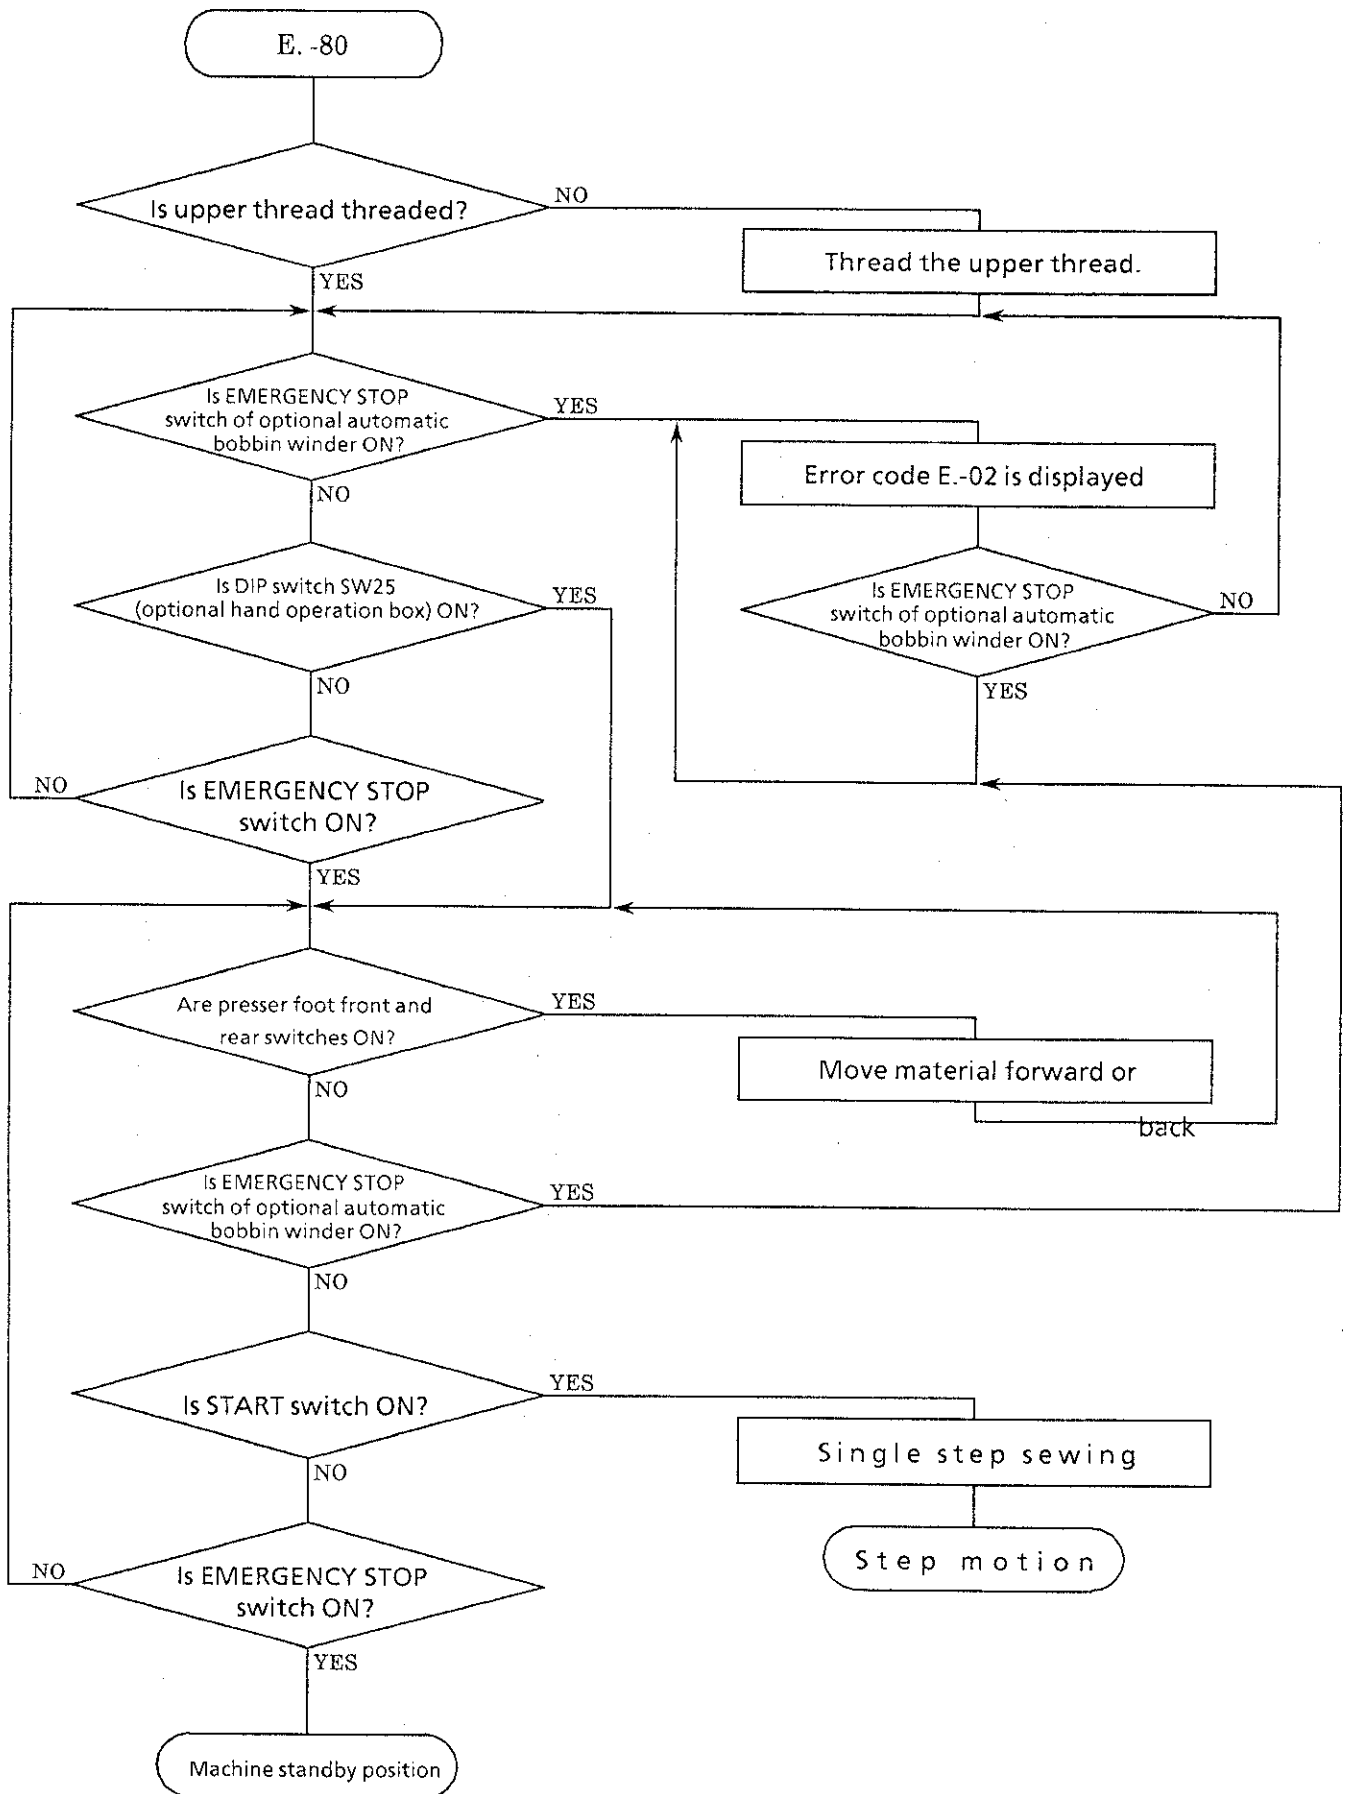 E. -80
Is upper thread threaded?
NO
Thread the upper thread.
YES
Is EMERGENCY STOP
switch of optional automatic
bobbin winder ON?
YES
Error code E.-02 is displayed
NO
Is DIP switch SW25
(optional hand operation box) ON?
YES
Is EMERGENCY STOP
switch of optional automatic
bobbin winder ON?
NO
YES
NO
Is EMERGENCY STOP
switch ON?
NO
YES
Are presser foot front and
rear switches ON?
YES
Move material forward or
back
NO
Is EMERGENCY STOP
switch of optional automatic
bobbin winder ON?
YES
NO
Is START switch ON?
YES
Single step sewing
NO
Step motion
Is EMERGENCY STOP
switch ON?
NO
YES
Machine standby position